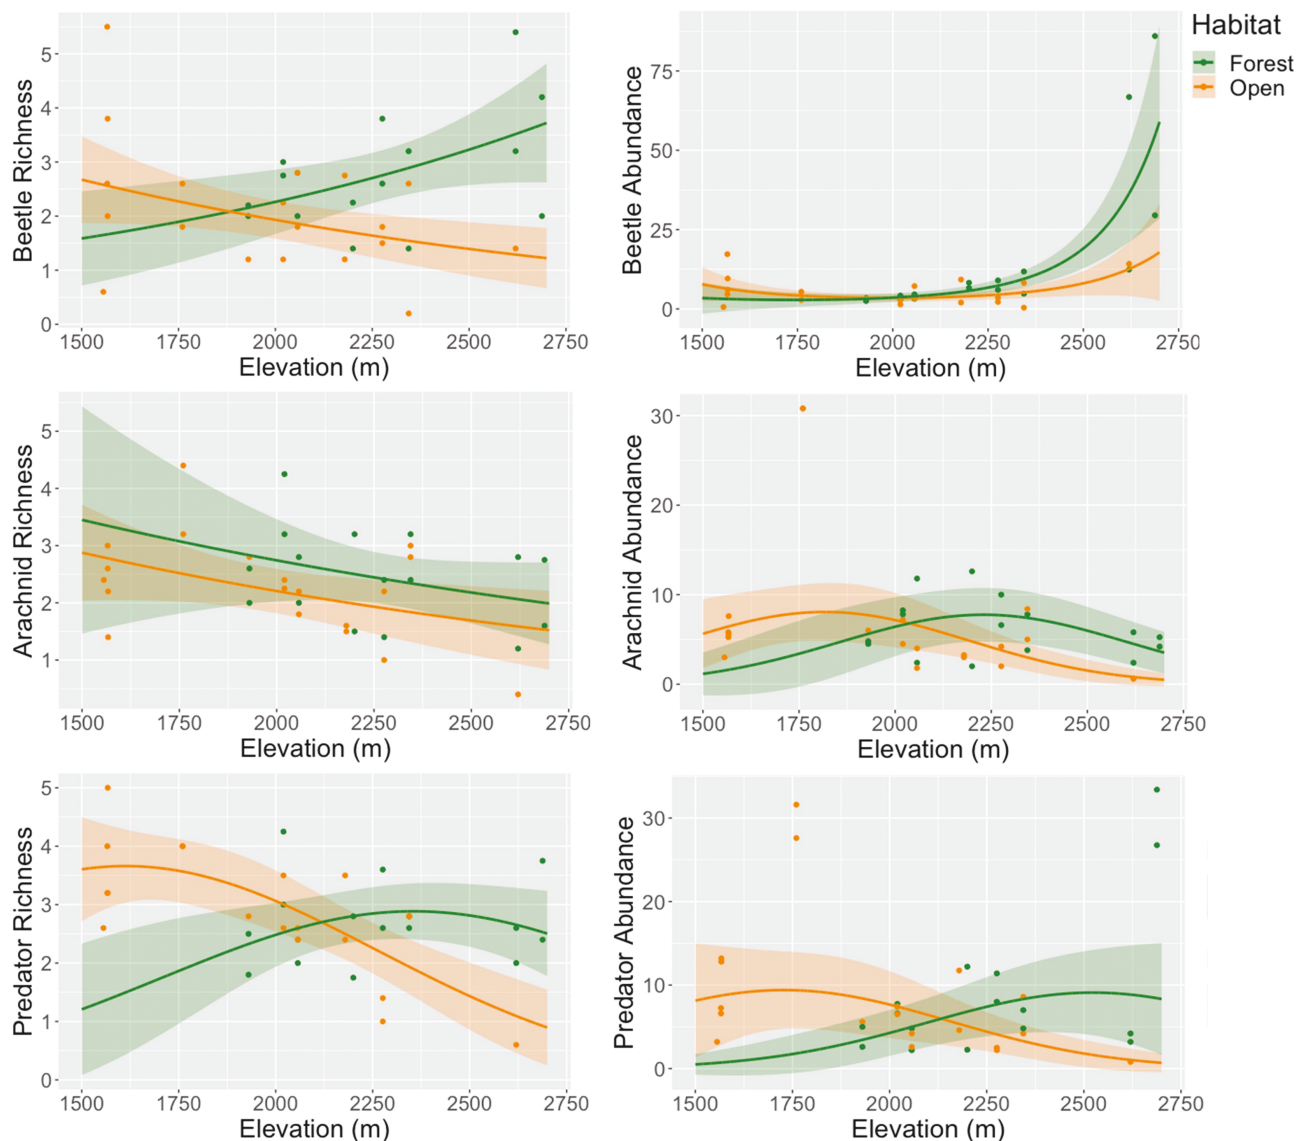 Beetle Richness
5
4
3
2
1
0
1500 1750 2000 2250 2500 2750
Elevation (m)
Beetle Abundance
75
50
25
0
1500 1750 2000 2250 2500 2750
Elevation (m)
Habitat
Forest
Open
Arachnid Richness
5
4
3
2
1
1500 1750 2000 2250 2500 2750
Elevation (m)
Arachnid Abundance
30
20
10
0
1500 1750 2000 2250 2500 2750
Elevation (m)
Predator Richness
5
4
3
2
1
0
1500 1750 2000 2250 2500 2750
Elevation (m)
Predator Abundance
30
20
10
0
1500 1750 2000 2250 2500 2750
Elevation (m)